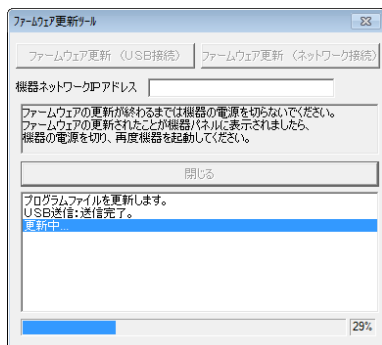 ファームウェア更新ツール
ファームウェア更新 （USB接続）
ファームウェア更新 （ネットワーク接続）
機器ネットワークIPアドレス
ファームウェアの更新が終わるまでは機器の電源を切らないでください。
ファームウェアの更新されたことが機器パネルに表示されましたら、
機器の電源を切り、再度機器を起動してください。
閉じる
プログラムファイルを更新します。
USB送信：送信完了。
更新中...
29%